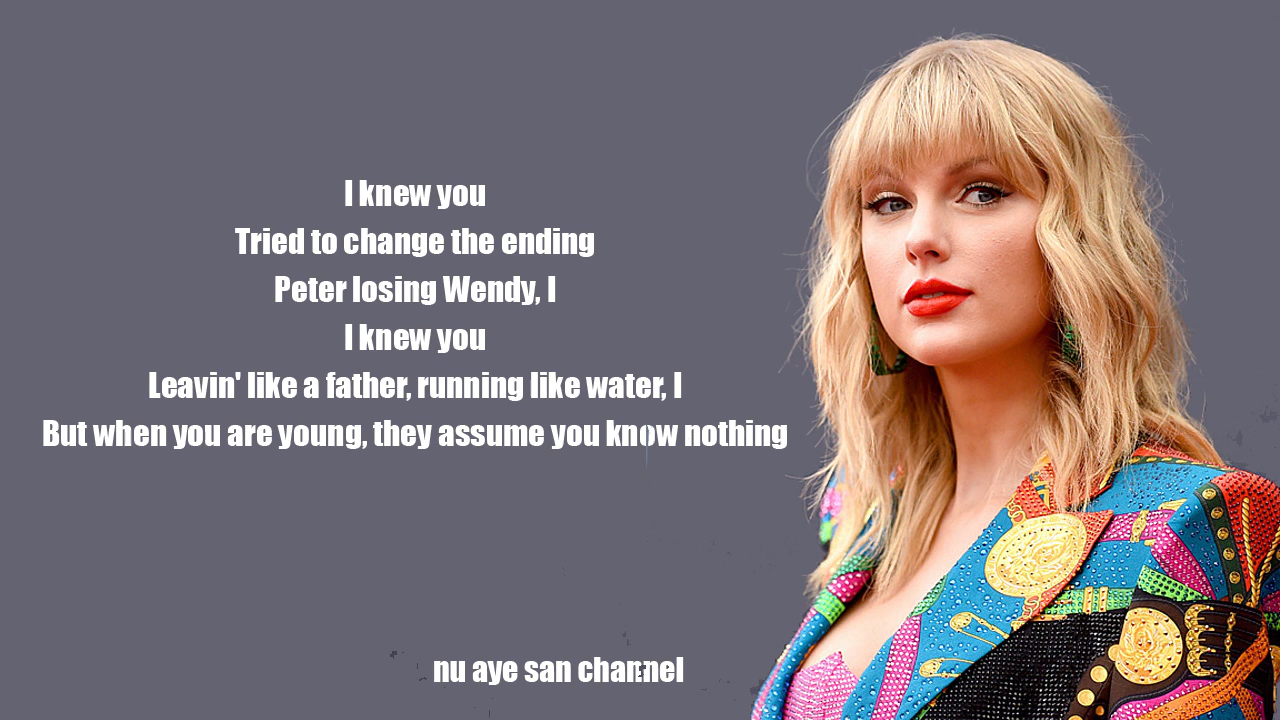 I knew you
Tried to change the ending
Peter losing Wendy, I
I knew you
Leavin' like a father, running like water, I
But when you are young, they assume you know nothing
nu aye san channel